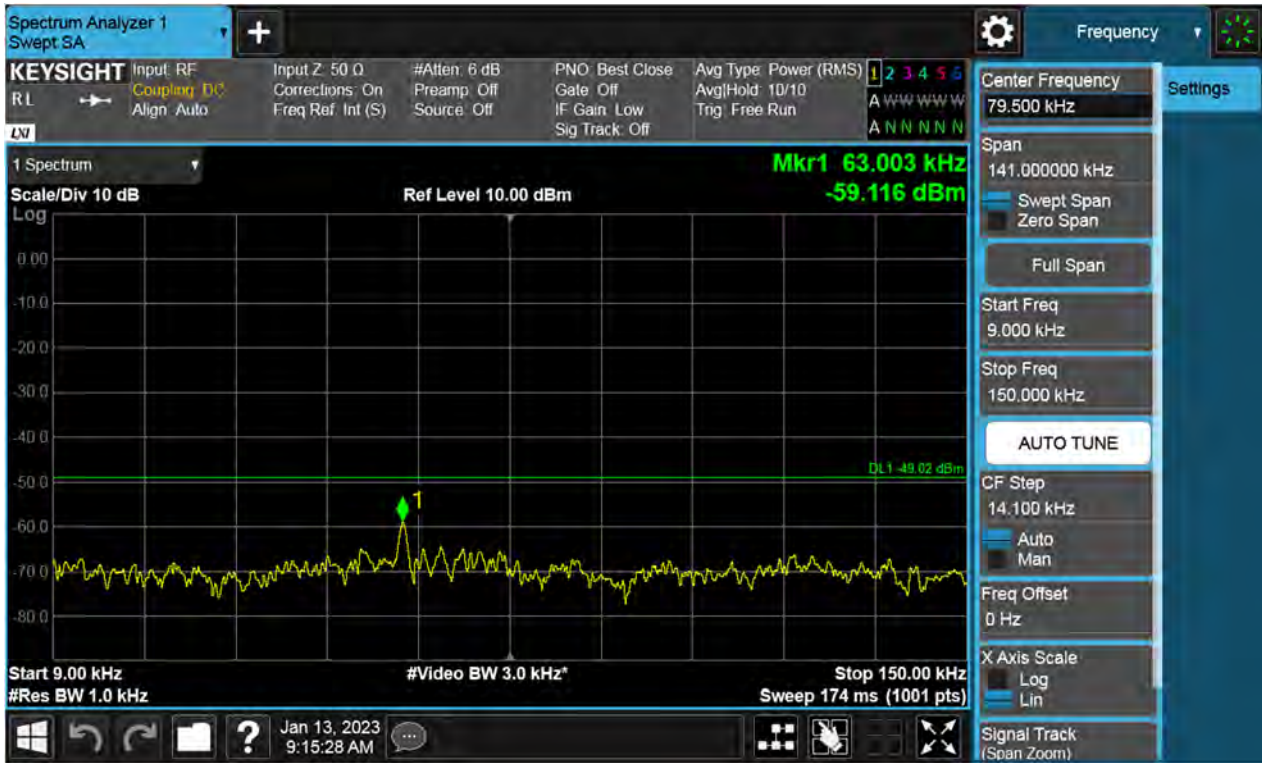 Spectrum Analyzer 1
Swept SA
Frequency
KEYSIGHT
RL
LXI
Input: RF
Coupling: DC
Align: Auto
Input Z: 50 Ω
Corrections: On
Freq Ref: Int (S)
#Atten: 6 dB
Preamp: Off
Source: Off
PNO: Best Close
Gate: Off
IF Gain: Low
Sig Track: Off
Avg Type: Power (RMS)
Avg|Hold: 10/10
Trig: Free Run
1 2 3 4 5 6
A W W W W W
A N N N N N
1 Spectrum
Mkr1 63.003 kHz
Scale/Div 10 dB
Ref Level 10.00 dBm
-59.116 dBm
Log
0.00
-10.0
-20.0
-30.0
-40.0
DL1 -49.02 dBm
-50.0
1
-60.0
-70.0
-80.0
Start 9.00 kHz
#Video BW 3.0 kHz*
Stop 150.00 kHz
#Res BW 1.0 kHz
Sweep 174 ms (1001 pts)
Center Frequency
79.500 kHz
Settings
Span
141.000000 kHz
Swept Span
Zero Span
Full Span
Start Freq
9.000 kHz
Stop Freq
150.000 kHz
AUTO TUNE
CF Step
14.100 kHz
Auto
Man
Freq Offset
0 Hz
X Axis Scale
Log
Lin
Signal Track
(Span Zoom)
?
Jan 13, 2023
9:15:28 AM